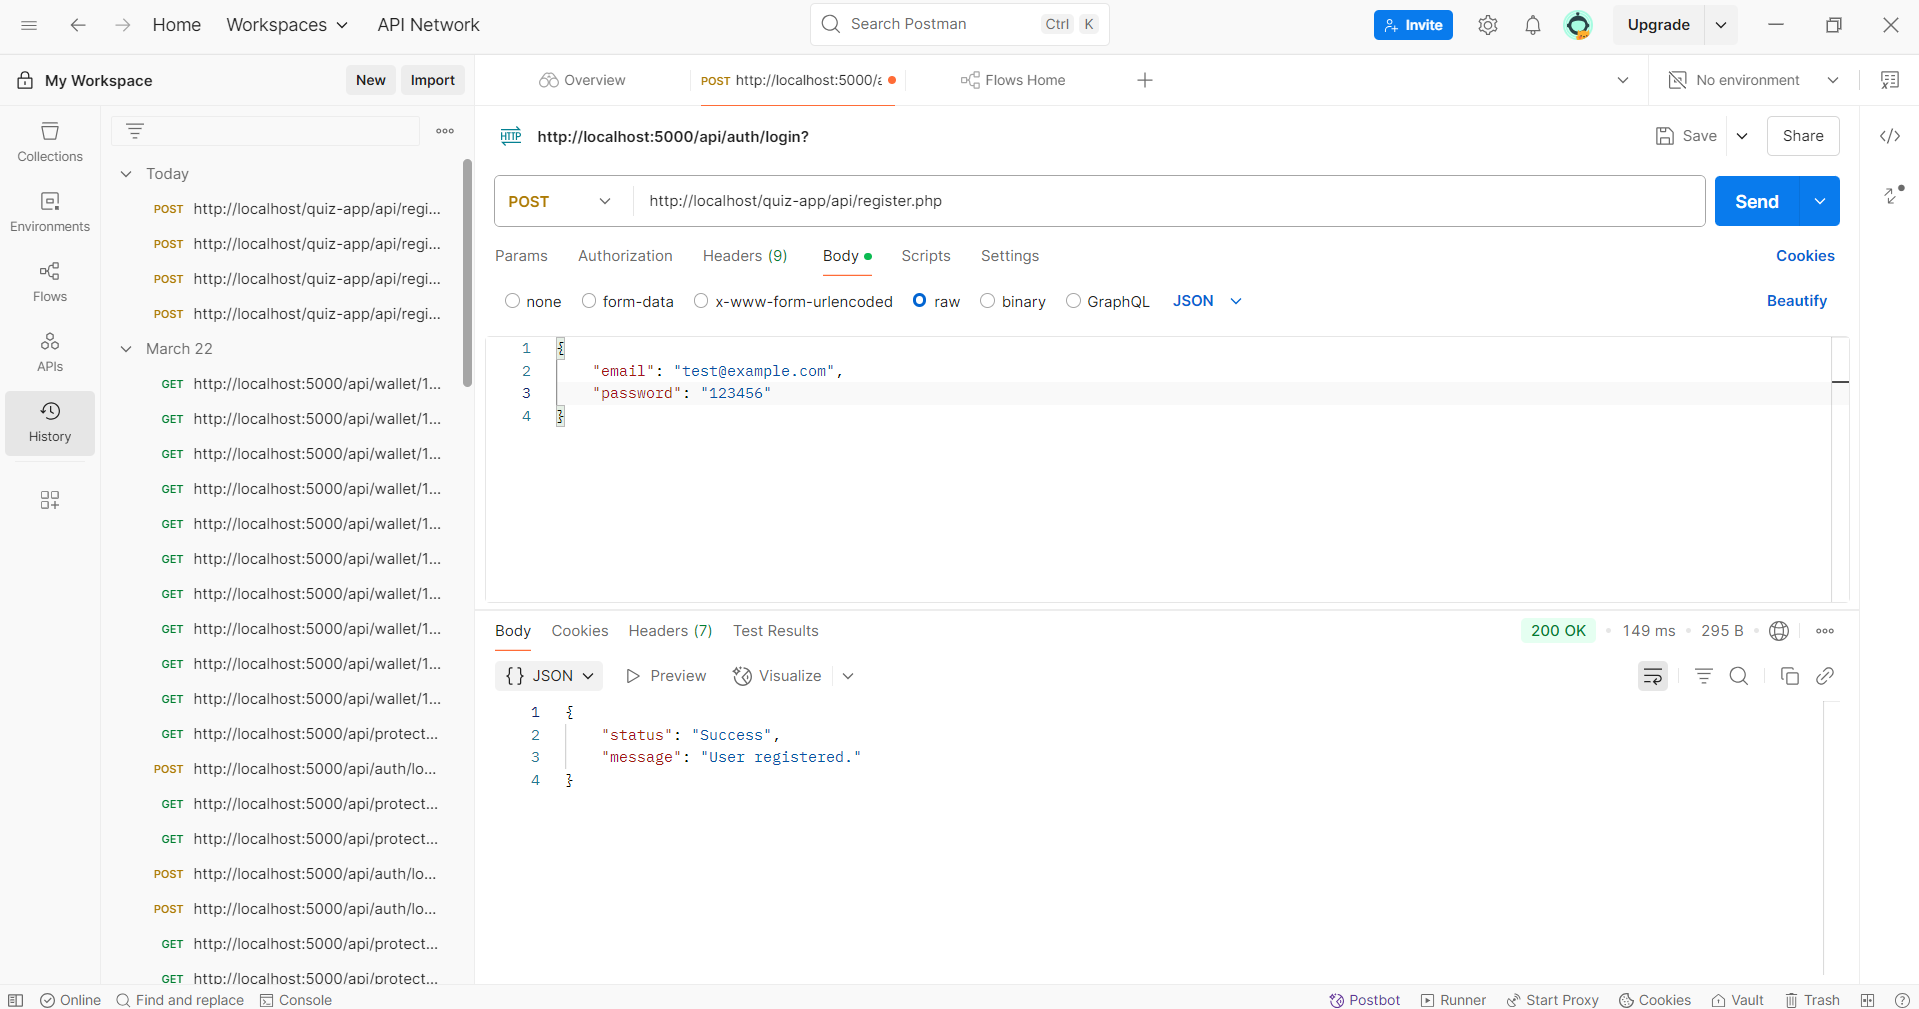 Home Workspaces API Network Search Postman Ctrl K Invite Upgrade
My Workspace New Import Overview POST http://localhost:5000/a Flows Home No environment
Collections
Environments
Flows
APIs
History
Today
POST http://localhost/quiz-app/api/regi...
POST http://localhost/quiz-app/api/regi...
POST http://localhost/quiz-app/api/regi...
POST http://localhost/quiz-app/api/regi...
March 22
GET http://localhost:5000/api/wallet/1...
GET http://localhost:5000/api/wallet/1...
GET http://localhost:5000/api/wallet/1...
GET http://localhost:5000/api/wallet/1...
GET http://localhost:5000/api/wallet/1...
GET http://localhost:5000/api/wallet/1...
GET http://localhost:5000/api/wallet/1...
GET http://localhost:5000/api/wallet/1...
GET http://localhost:5000/api/wallet/1...
GET http://localhost:5000/api/wallet/1...
GET http://localhost:5000/api/protect...
POST http://localhost:5000/api/auth/lo...
GET http://localhost:5000/api/protect...
GET http://localhost:5000/api/protect...
POST http://localhost:5000/api/auth/lo...
POST http://localhost:5000/api/auth/lo...
GET http://localhost:5000/api/protect...
GET http://localhost:5000/api/protect...
HTTP http://localhost:5000/api/auth/login? Save Share
POST http://localhost/quiz-app/api/register.php Send
Params Authorization Headers (9) Body Scripts Settings Cookies
none form-data x-www-form-urlencoded raw binary GraphQL JSON Beautify
1 {
2 "email": "test@example.com",
3 "password": "123456"
4 }
Body Cookies Headers (7) Test Results 200 OK 149 ms 295 B
{} JSON Preview Visualize
1 {
2 "status": "Success",
3 "message": "User registered."
4 }
Online Find and replace Console Postbot Runner Start Proxy Cookies Vault Trash